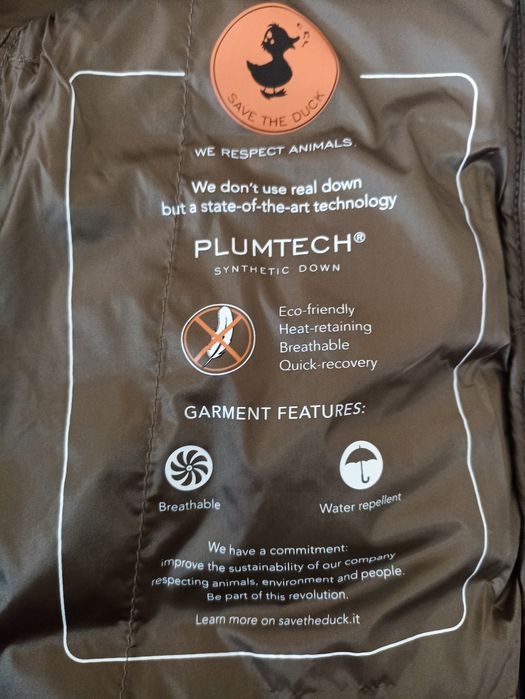 SAVE THE DUCK
WE RESPECT ANIMALS.
We don't use real down
but a state-of-the-art technology
PLUMTECH®
SYNTHETIC DOWN
Eco-friendly
Heat-retaining
Breathable
Quick-recovery
GARMENT FEATURES:
Breathable
Water repellent
We have a commitment:
improve the sustainability of our company
respecting animals, environment and people.
Be part of this revolution.
Learn more on savetheduck.it